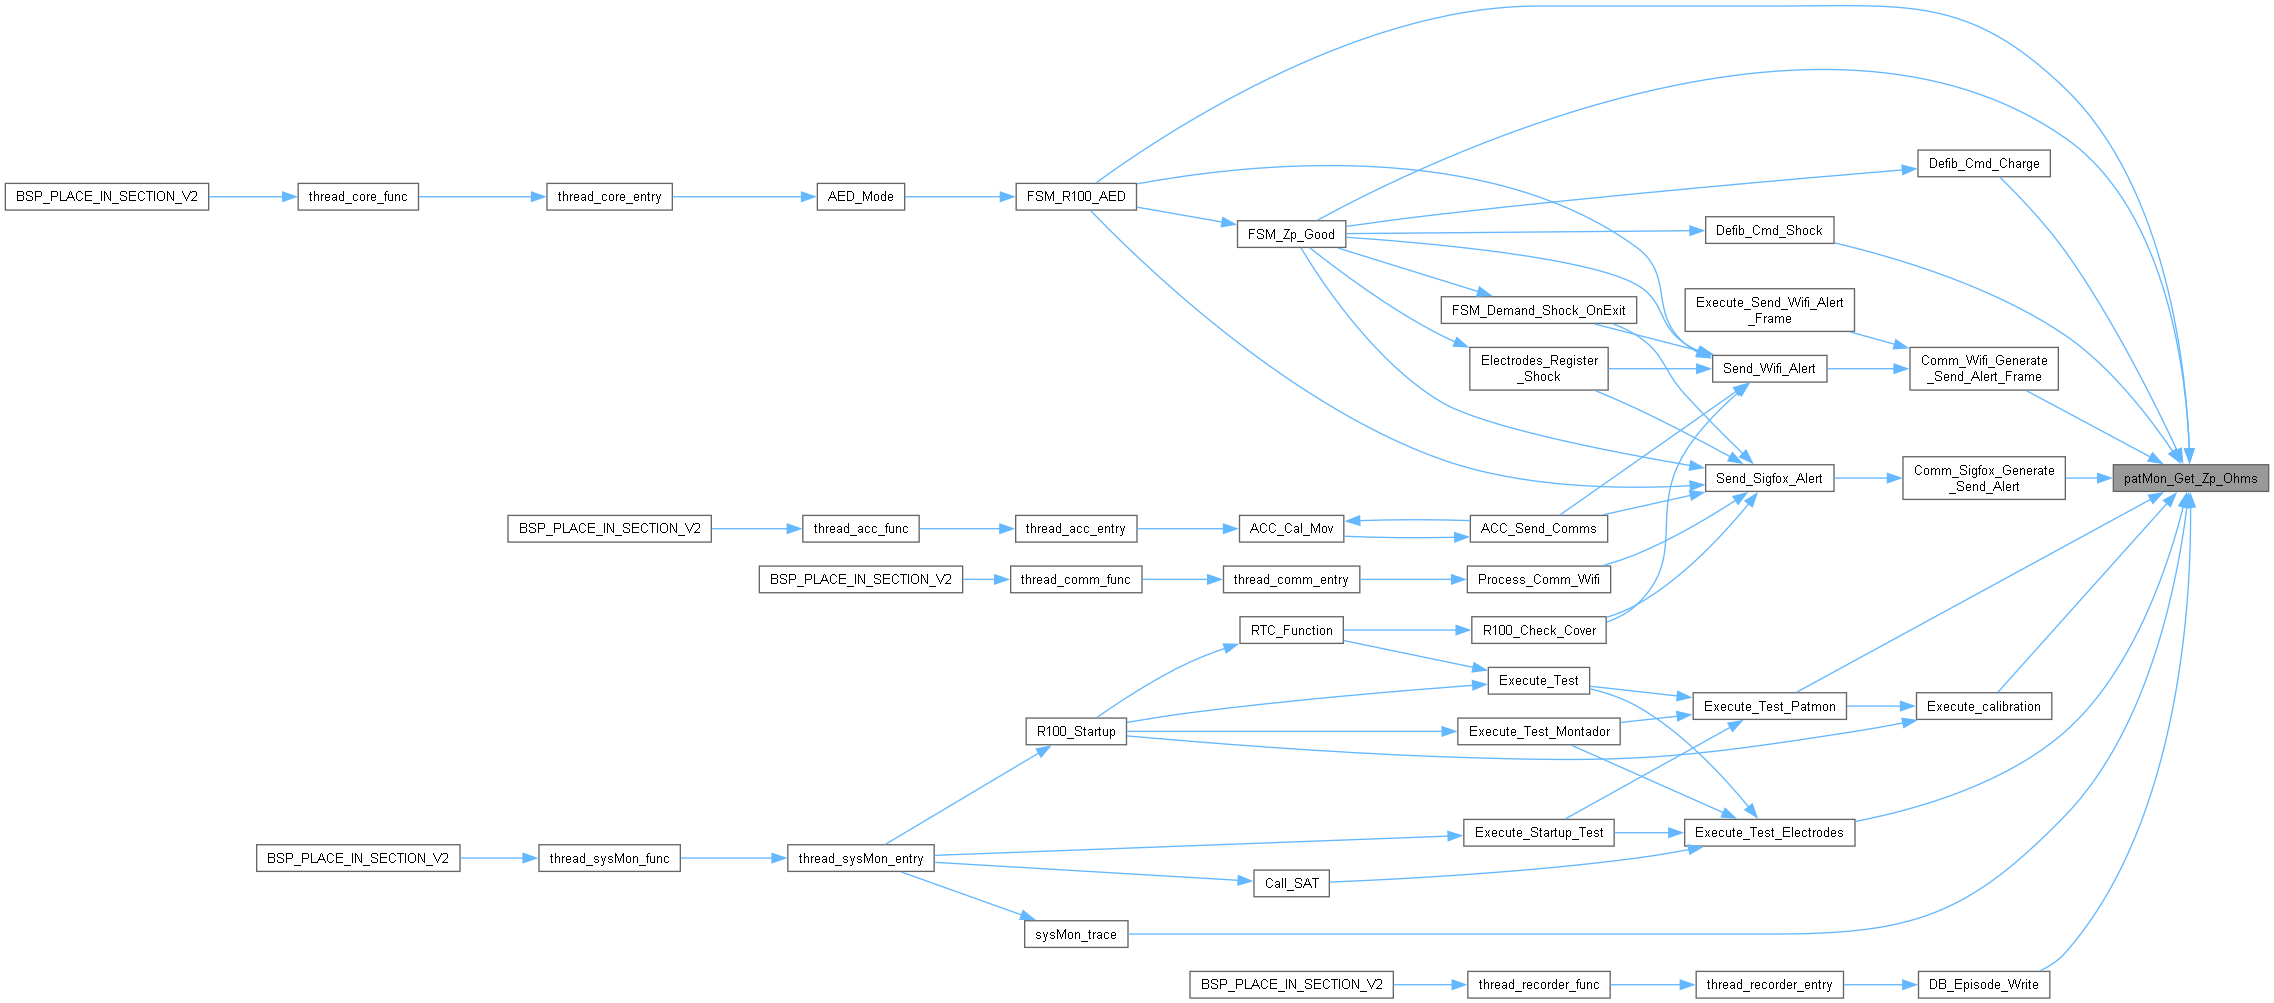 Defib_Cmd_Charge
BSP_PLACE_IN_SECTION_V2
thread_core_func
thread_core_entry
AED_Mode
FSM_R100_AED
FSM_Zp_Good
Defib_Cmd_Shock
FSM_Demand_Shock_OnExit
Execute_Send_Wifi_Alert
_Frame
Electrodes_Register
_Shock
Send_Wifi_Alert
Comm_Wifi_Generate
_Send_Alert_Frame
Send_Sigfox_Alert
Comm_Sigfox_Generate
_Send_Alert
patMon_Get_Zp_Ohms
BSP_PLACE_IN_SECTION_V2
thread_acc_func
thread_acc_entry
ACC_Cal_Mov
ACC_Send_Comms
BSP_PLACE_IN_SECTION_V2
thread_comm_func
thread_comm_entry
Process_Comm_Wifi
RTC_Function
R100_Check_Cover
Execute_Test
Execute_Test_Patmon
Execute_calibration
R100_Startup
Execute_Test_Montador
Execute_Startup_Test
Execute_Test_Electrodes
BSP_PLACE_IN_SECTION_V2
thread_sysMon_func
thread_sysMon_entry
Call_SAT
sysMon_trace
BSP_PLACE_IN_SECTION_V2
thread_recorder_func
thread_recorder_entry
DB_Episode_Write